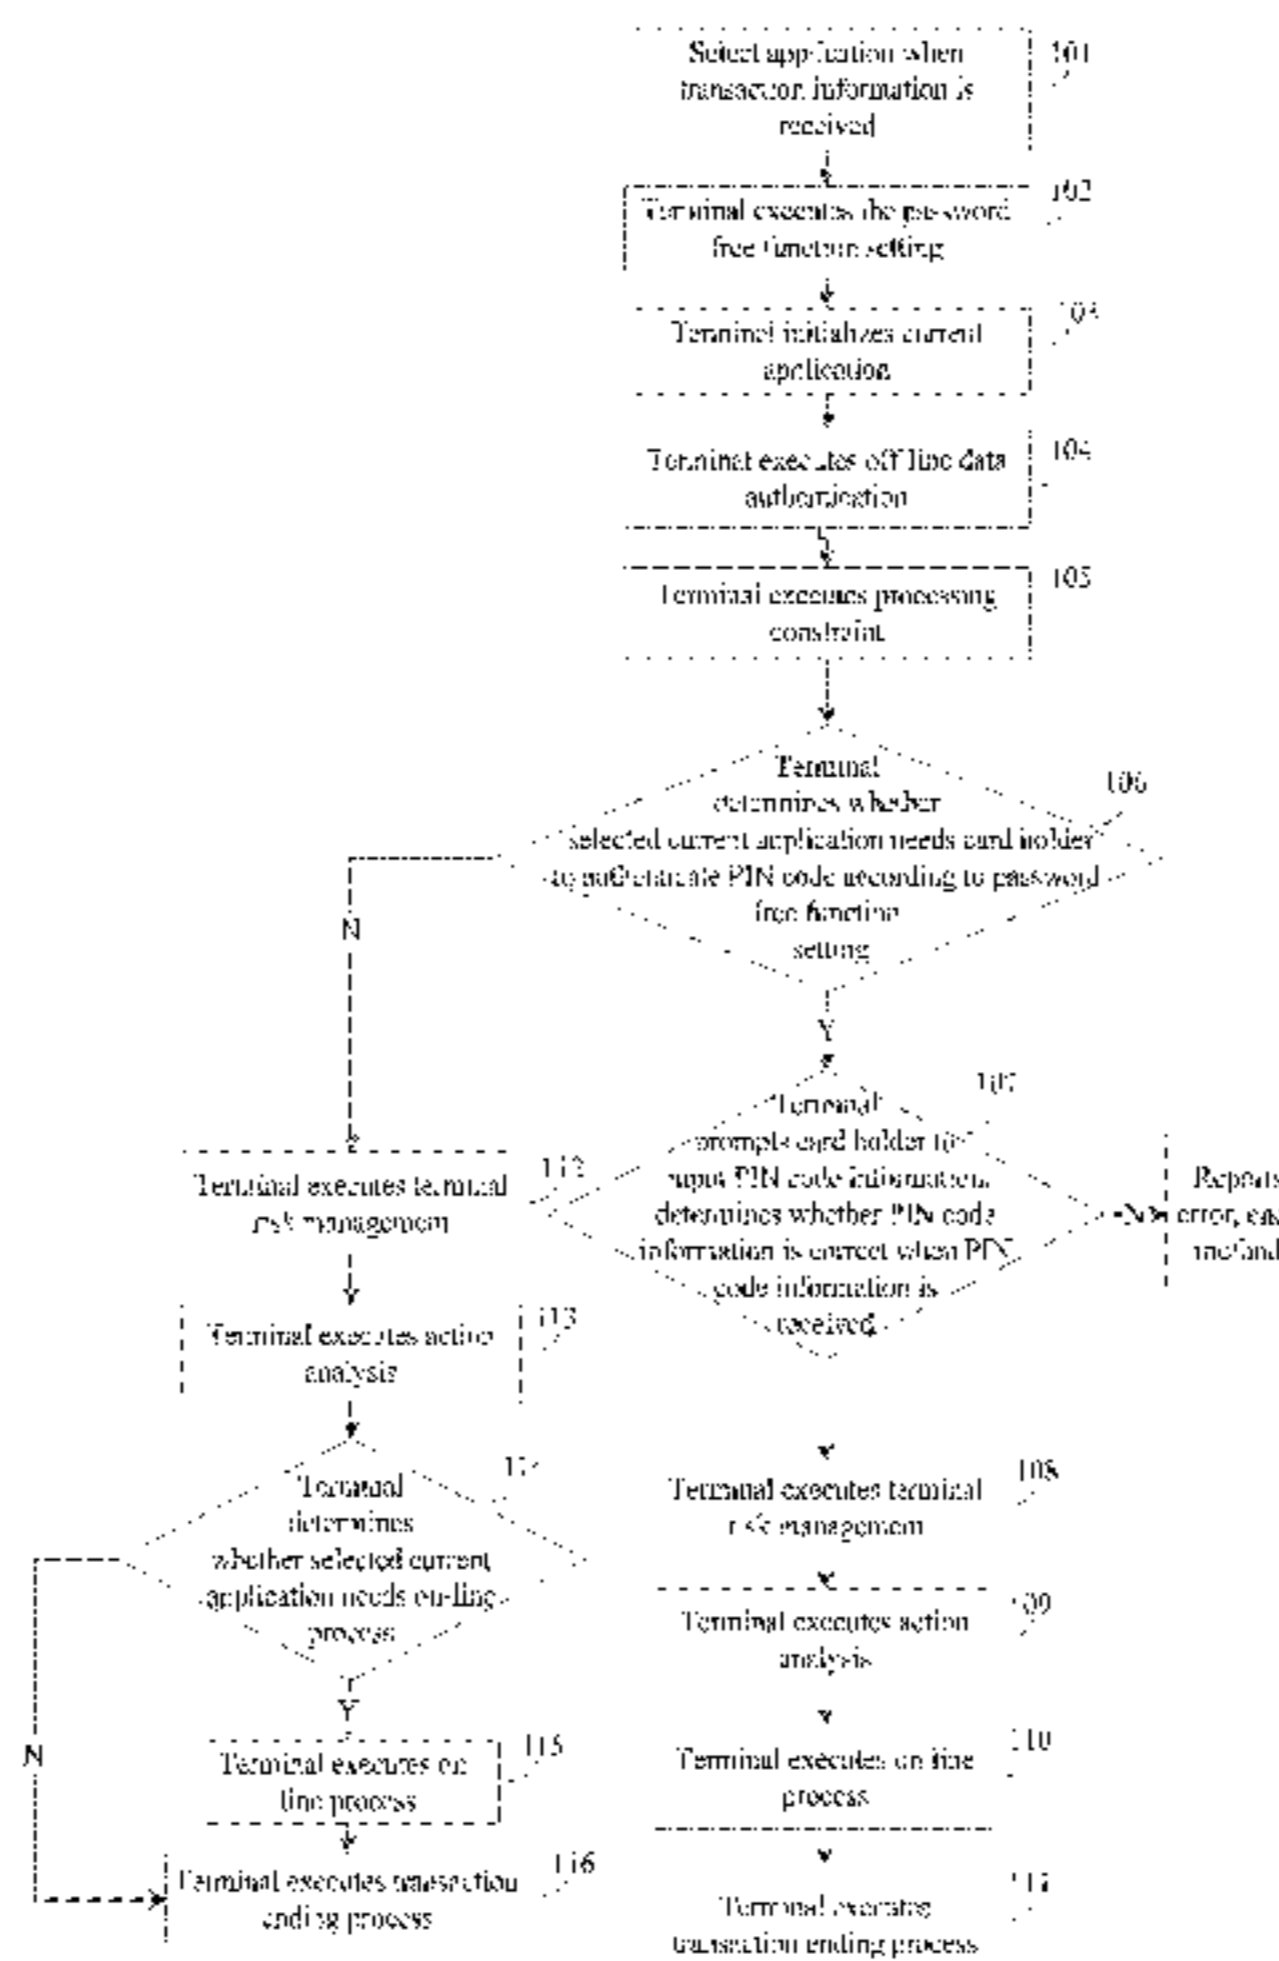 Select application when
transaction information is
received
101
Terminal executes the password
free function setting
102
Terminal initializes current
application
103
Terminal executes off-line data
authentication
104
Terminal executes processing
constraint
105
Terminal
determines whether
selected current application needs card holder
to authenticate PIN code according to password
free function
setting
106
N
Y
Terminal
prompts card holder to
input PIN code information,
determines whether PIN code
information is correct when PIN
code information is
received
107
N
Reports
error,
Terminal executes terminal
risk management
112
Terminal executes action
analysis
113
Terminal
determines
whether selected current
application needs on-line
process
Y
N
Terminal executes on
line process
115
Terminal executes transaction
ending process
116
Terminal executes terminal
risk management
108
Terminal executes action
analysis
109
Terminal executes on line
process
110
Terminal executes
transaction ending process